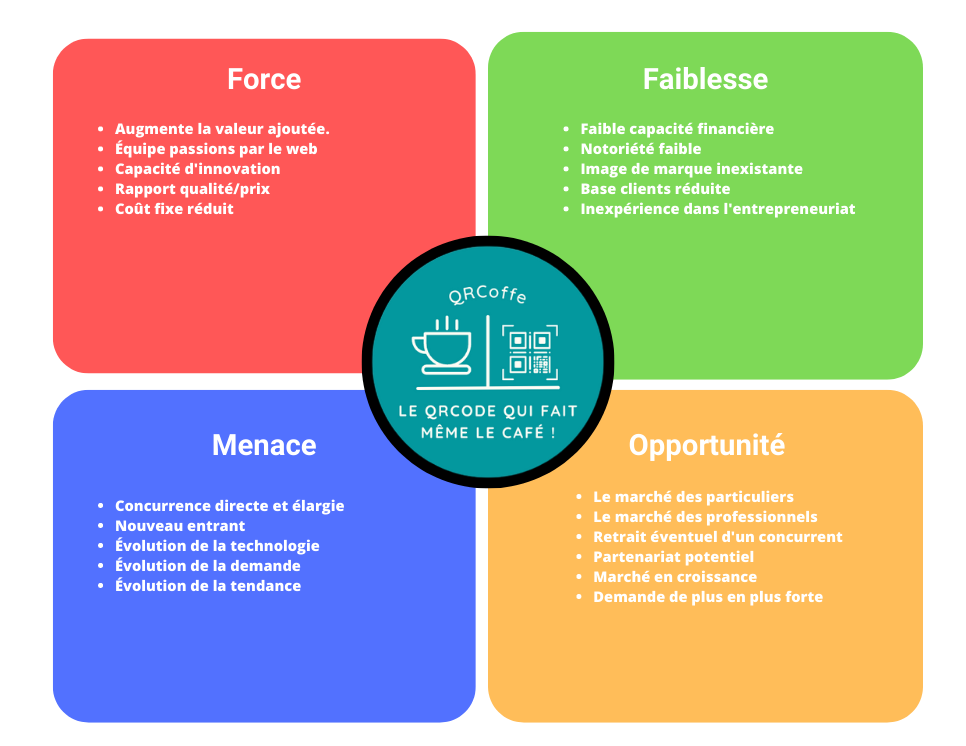 Force
Augmente la valeur ajoutée.
Équipe passions par le web
Capacité d'innovation
Rapport qualité/prix
Coût fixe réduit
Faiblesse
Faible capacité financière
Notoriété faible
Image de marque inexistante
Base clients réduite
Inexpérience dans l'entrepreneuriat
QRCoffe
LE QRCODE QUI FAIT
MÊME LE CAFÉ !
Menace
Concurrence directe et élargie
Nouveau entrant
Évolution de la technologie
Évolution de la demande
Évolution de la tendance
Opportunité
Le marché des particuliers
Le marché des professionnels
Retrait éventuel d'un concurrent
Partenariat potentiel
Marché en croissance
Demande de plus en plus forte